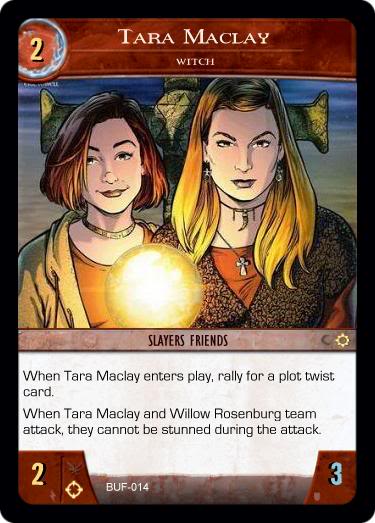 2
Tara Maclay
WITCH
SLAYERS FRIENDS
When Tara Maclay enters play, rally for a plot twist
card.
When Tara Maclay and Willow Rosenburg team
attack, they cannot be stunned during the attack.
2
BUF-014
3